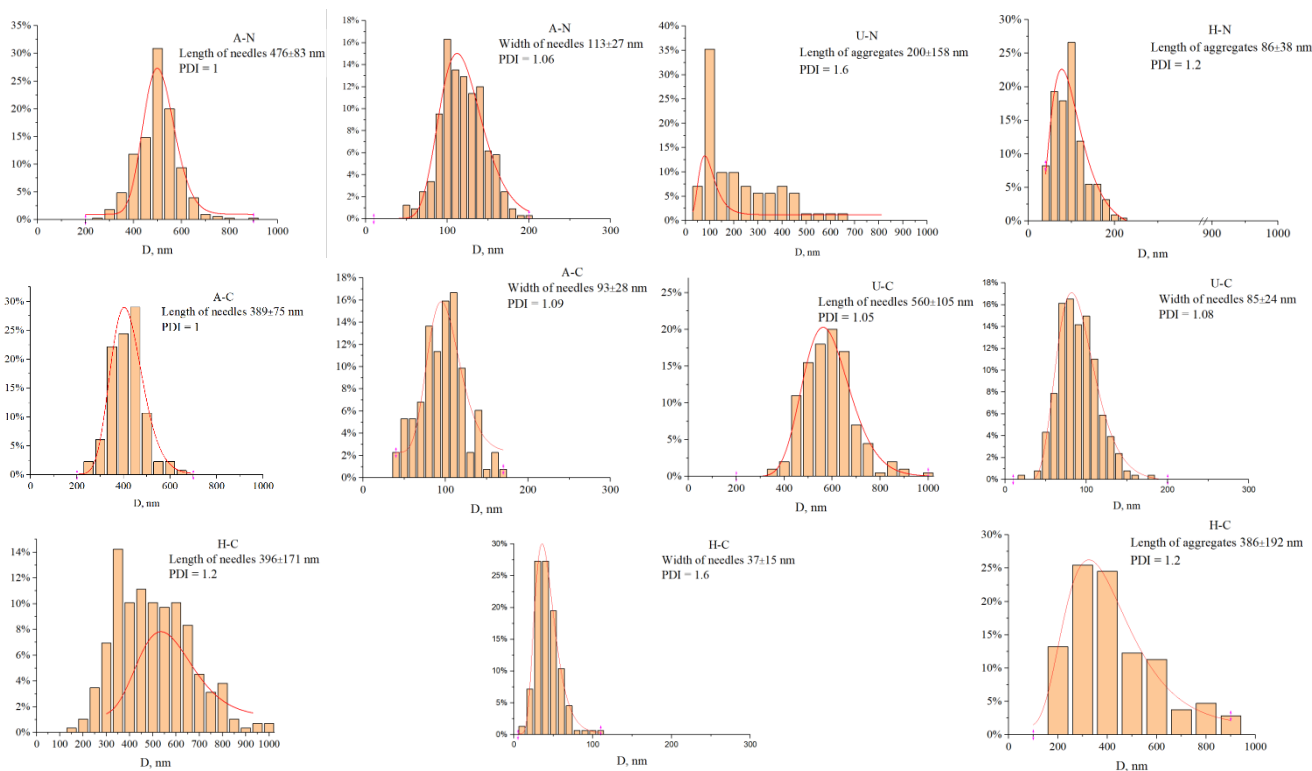 A-N
Length of needles 476±83 nm
PDI = 1
35%
30%
25%
20%
15%
10%
5%
0%
0 200 400 600 800 1000
D, nm
A-N
Width of needles 113±27 nm
PDI = 1.06
18%
16%
14%
12%
10%
8%
6%
4%
2%
0%
0 100 200 300
D, nm
U-N
Length of aggregates 200±158 nm
PDI = 1.6
40%
35%
30%
25%
20%
15%
10%
5%
0%
0 100 200 300 400 500 600 700 800 900 1000
D, nm
H-N
Length of aggregates 86±38 nm
PDI = 1.2
30%
25%
20%
15%
10%
5%
0%
0 100 200 900 1000
D, nm
A-C
Length of needles 389±75 nm
PDI = 1
30%
25%
20%
15%
10%
5%
0%
0 200 400 600 800 1000
D, nm
A-C
Width of needles 93±28 nm
PDI = 1.09
18%
16%
14%
12%
10%
8%
6%
4%
2%
0%
0 100 200 300
D, nm
U-C
Length of needles 560±105 nm
PDI = 1.05
25%
20%
15%
10%
5%
0%
0 200 400 600 800 1000
D, nm
U-C
Width of needles 85±24 nm
PDI = 1.08
18%
16%
14%
12%
10%
8%
6%
4%
2%
0%
0 100 200 300
D, nm
H-C
Length of needles 396±171 nm
PDI = 1.2
14%
12%
10%
8%
6%
4%
2%
0%
0 100 200 300 400 500 600 700 800 900 1000
D, nm
H-C
Width of needles 37±15 nm
PDI = 1.6
30%
25%
20%
15%
10%
5%
0%
0 100 200 300
D, nm
H-C
Length of aggregates 386±192 nm
PDI = 1.2
30%
25%
20%
15%
10%
5%
0%
0 200 400 600 800 1000
D, nm